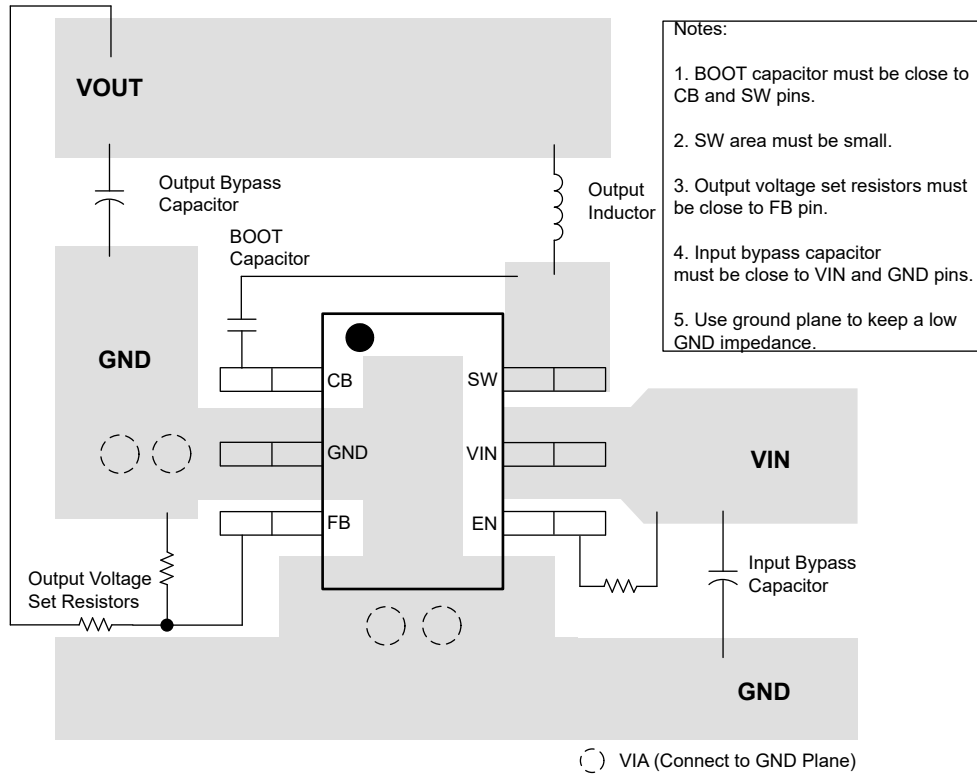 VOUT
Output Bypass
Capacitor
Output
Inductor
BOOT
Capacitor
Notes:
1. BOOT capacitor must be close to
CB and SW pins.
2. SW area must be small.
3. Output voltage set resistors must
be close to FB pin.
4. Input bypass capacitor
must be close to VIN and GND pins.
5. Use ground plane to keep a low
GND impedance.
GND
CB
SW
GND
VIN
VIN
FB
EN
Output Voltage
Set Resistors
Input Bypass
Capacitor
GND
VIA (Connect to GND Plane)